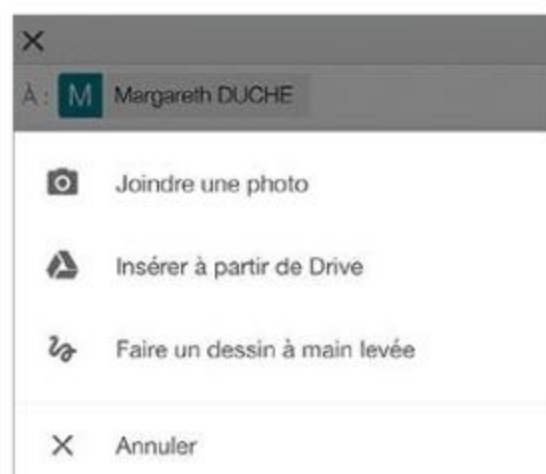 À : M Margareth DUCHE
Joindre une photo
Insérer à partir de Drive
Faire un dessin à main levée
Annuler